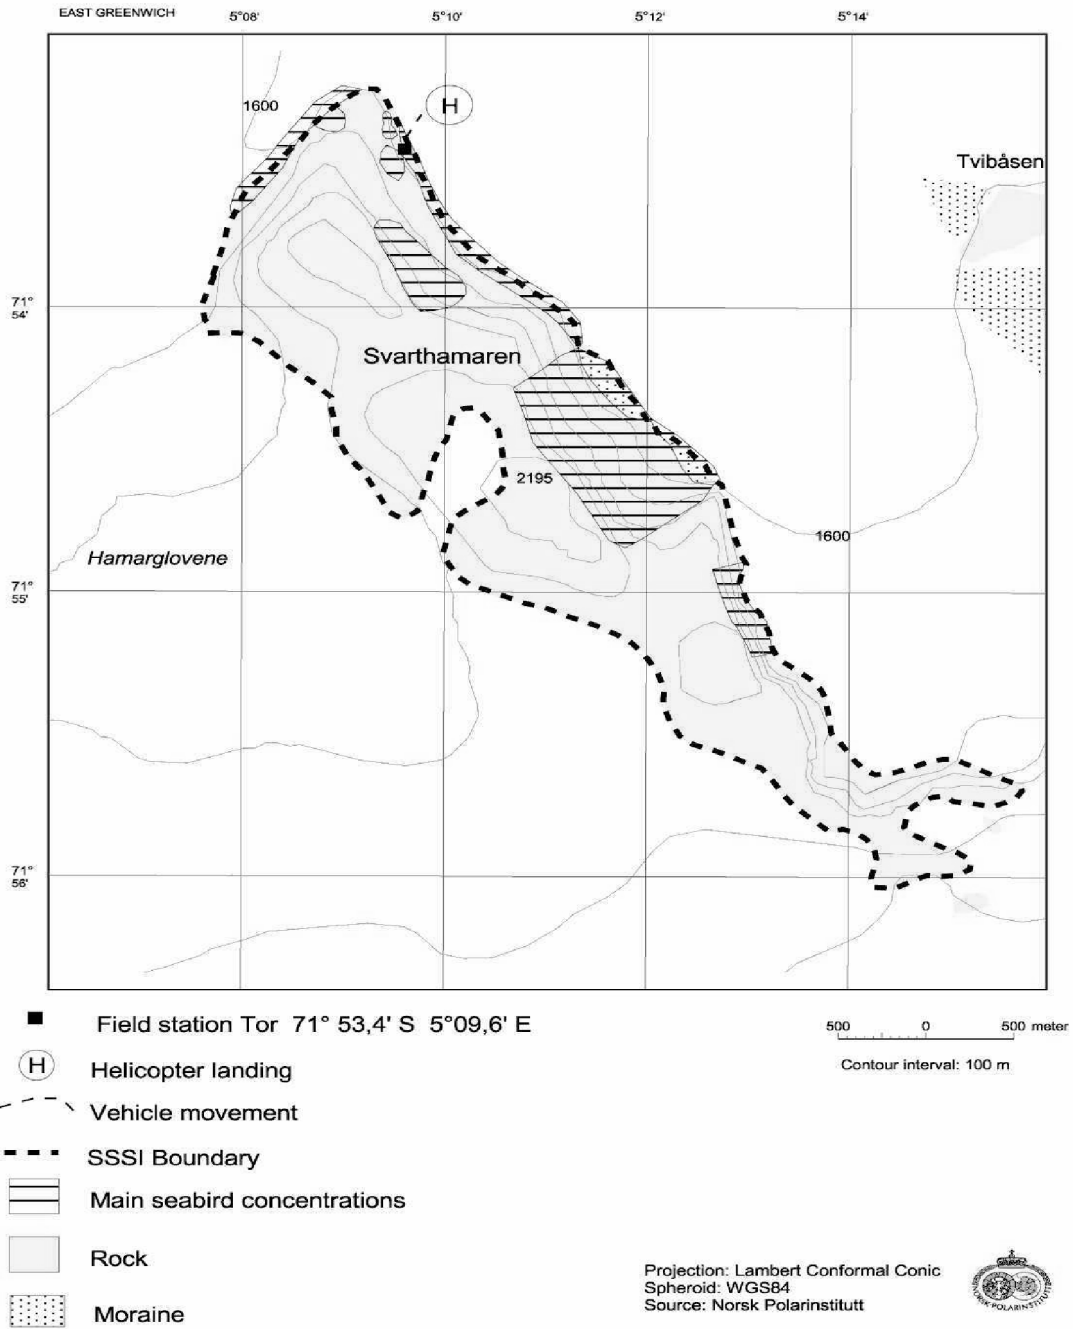 EAST GREENWICH
5°08'
5°10'
5°12'
5°14'
1600
H
Tvibåsen
71°
54'
Svarthamaren
2195
1600
Hamarglovene
71°
55'
71°
56'
Field station Tor 71° 53,4' S 5°09,6' E
500 0 500 meter
H Helicopter landing
Contour interval: 100 m
Vehicle movement
SSSI Boundary
Main seabird concentrations
Rock
Moraine
Projection: Lambert Conformal Conic
Spheroid: WGS84
Source: Norsk Polarinstitutt
NORSK POLARINSTITUTT